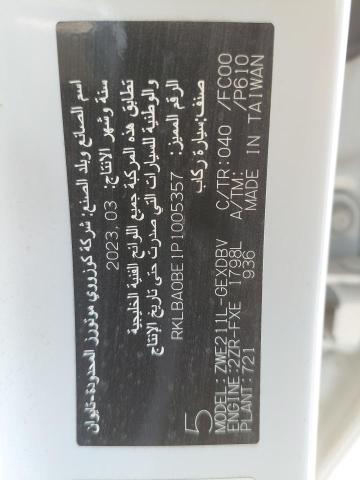 اسم الصانع وبلد الصنع: شركة كوزووي موتورز المحدودة-تايوان
سنة وشهر الانتاج: 2023,03
تطابق هذه المركبة جميع اللوائح الفنية الخليجية
والوطنية للسيارات التي صدرت حتى تاريخ الإنتاج
الرقم المميز: RKLBA0BE1P1005357
صنف: سيارة ركاب
5
MODEL: ZWE211L-GEXDBV C/TR: 040 /FC00
ENGINE: 2ZR-FXE 1798L A/TM: /P610
PLANT: 721 936 MADE IN TAIWAN